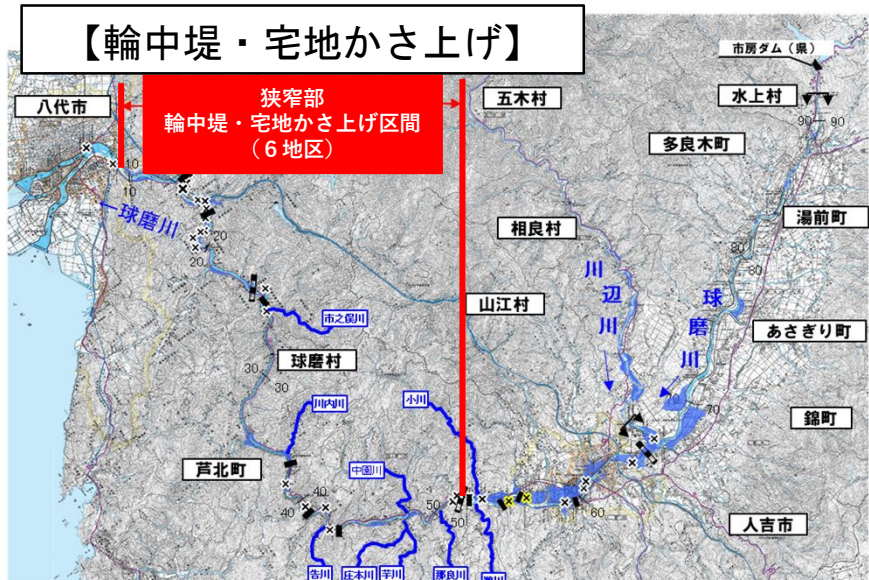 【輪中堤・宅地かさ上げ】
市房ダム（県）
狭窄部
輪中堤・宅地かさ上げ区間
（６地区）
八代市
五木村
水上村
90
90
多良木町
10
10
←球磨川
相良村
湯前町
20
20
80
80
川辺川
球磨川
山江村
市之俣川
あさぎり町
球磨村
30
30
川内川
小川
70
錦町
芦北町
中園川
40
40
50
50
60
人吉市
告川
庄本川
芋川
那良川